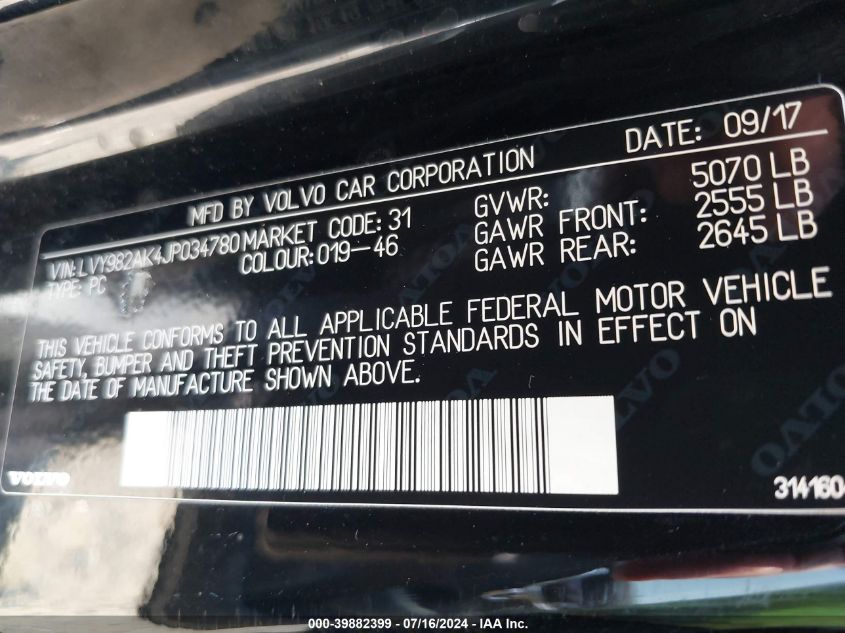 DATE: 09/17
MFD BY VOLVO CAR CORPORATION
VIN: LVY982AK4JP034780 MARKET CODE: 31 GVWR: 5070 LB
TYPE: PC COLOUR: 019-46 GAWR FRONT: 2555 LB
GAWR REAR: 2645 LB
THIS VEHICLE CONFORMS TO ALL APPLICABLE FEDERAL MOTOR VEHICLE
SAFETY, BUMPER AND THEFT PREVENTION STANDARDS IN EFFECT ON
THE DATE OF MANUFACTURE SHOWN ABOVE.
VOLVO
314160
000-39882399 - 07/16/2024 - IAA Inc.